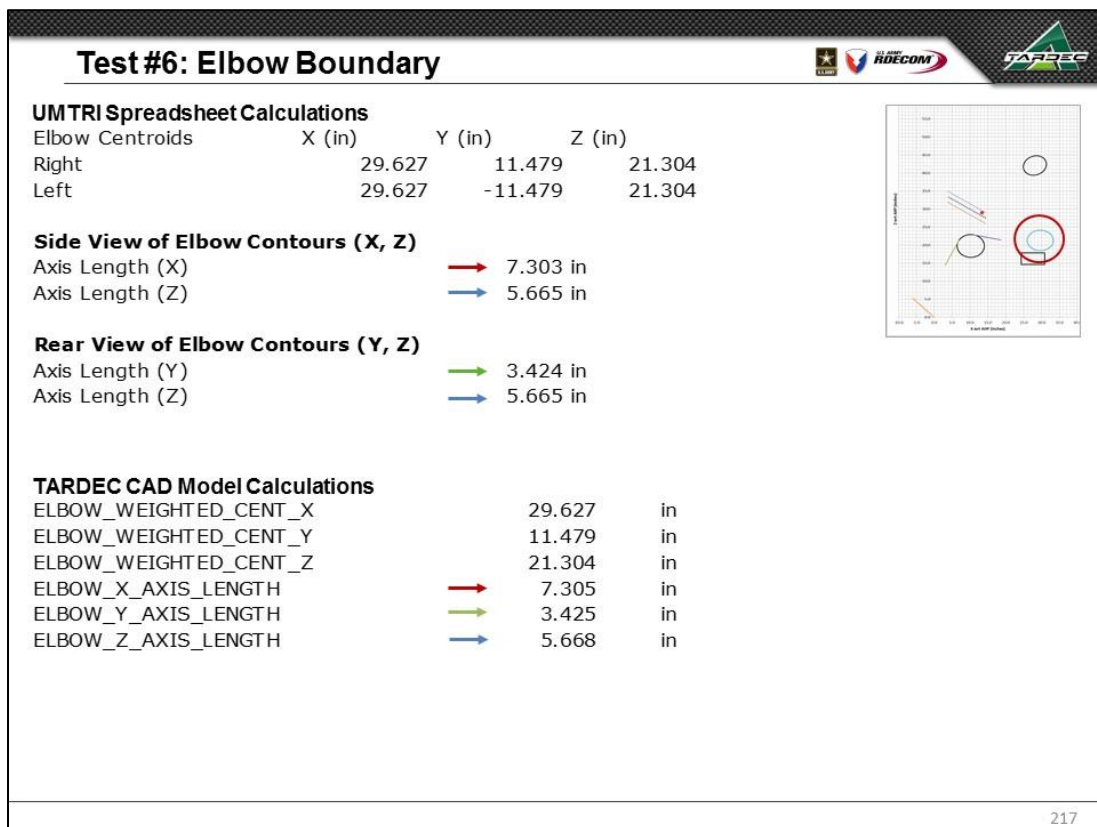 Test #6: Elbow Boundary
U.S. ARMY
RDECOM
TARDEC
UMTRI Spreadsheet Calculations
Elbow Centroids X (in) Y (in) Z (in)
Right 29.627 11.479 21.304
Left 29.627 -11.479 21.304
Side View of Elbow Contours (X, Z)
Axis Length (X) 7.303 in
Axis Length (Z) 5.665 in
Rear View of Elbow Contours (Y, Z)
Axis Length (Y) 3.424 in
Axis Length (Z) 5.665 in
TARDEC CAD Model Calculations
ELBOW_WEIGHTED_CENT_X 29.627 in
ELBOW_WEIGHTED_CENT_Y 11.479 in
ELBOW_WEIGHTED_CENT_Z 21.304 in
ELBOW_X_AXIS_LENGTH 7.305 in
ELBOW_Y_AXIS_LENGTH 3.425 in
ELBOW_Z_AXIS_LENGTH 5.668 in
217